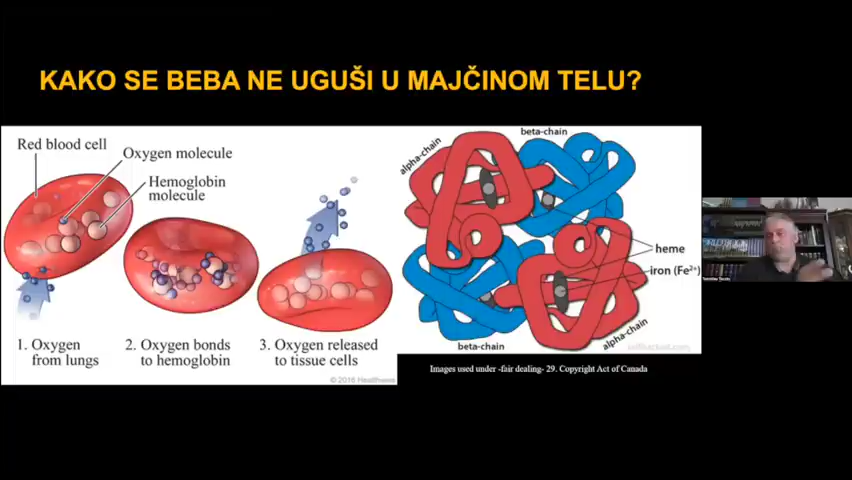 KAKO SE BEBA NE UGUŠI U MAJČINOM TELU?
Red blood cell
Oxygen molecule
Hemoglobin
molecule
1. Oxygen
from lungs
2. Oxygen bonds
to hemoglobin
3. Oxygen released
to tissue cells
alpha-chain
beta-chain
heme
iron (Fe²⁺)
beta-chain
alpha-chain
Images used under -fair dealing- 29. Copyright Act of Canada